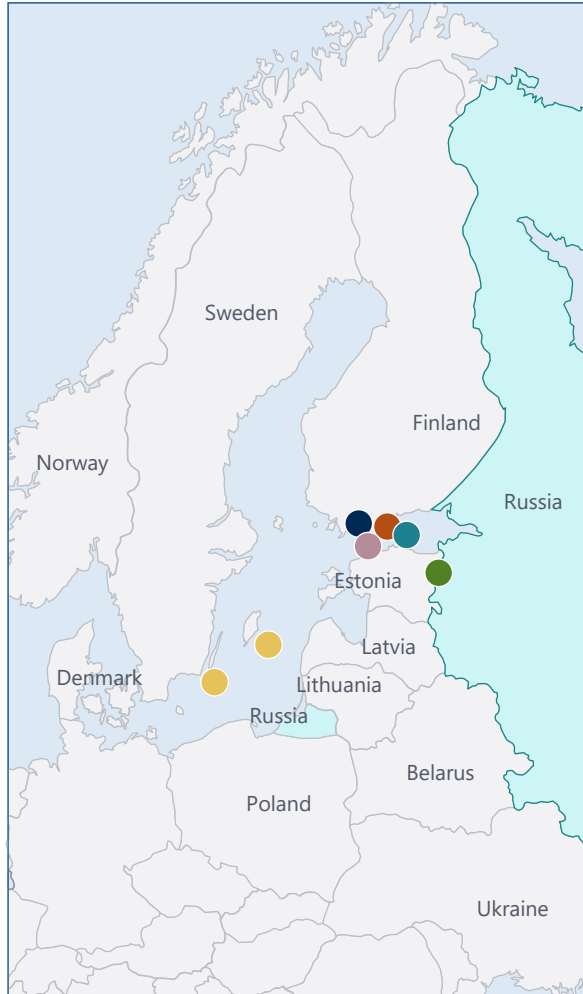 Sweden
Finland
Norway
Russia
Estonia
Latvia
Denmark
Lithuania
Russia
Belarus
Poland
Ukraine